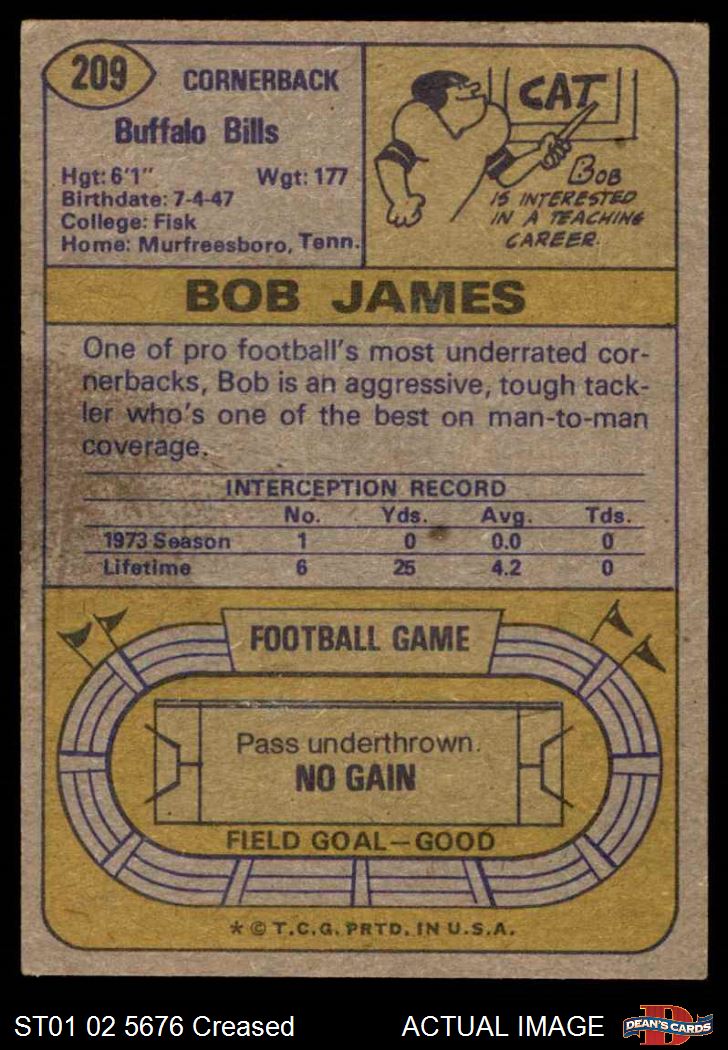 209
CORNERBACK
Buffalo Bills
Hgt: 6'1" Wgt: 177
Birthdate: 7-4-47
College: Fisk
Home: Murfreesboro, Tenn.
CAT
BOB
IS INTERESTED
IN A TEACHING
CAREER.
BOB JAMES
One of pro football's most underrated cor-
nerbacks, Bob is an aggressive, tough tack-
ler who's one of the best on man-to-man
coverage.
INTERCEPTION RECORD
No. Yds. Avg. Tds.
1973 Season 1 0 0.0 0
Lifetime 6 25 4.2 0
FOOTBALL GAME
Pass underthrown.
NO GAIN
FIELD GOAL—GOOD
* © T.C.G. PRTD. IN U.S.A.
ST01 02 5676 Creased ACTUAL IMAGE
D
DEAN'S CARDS